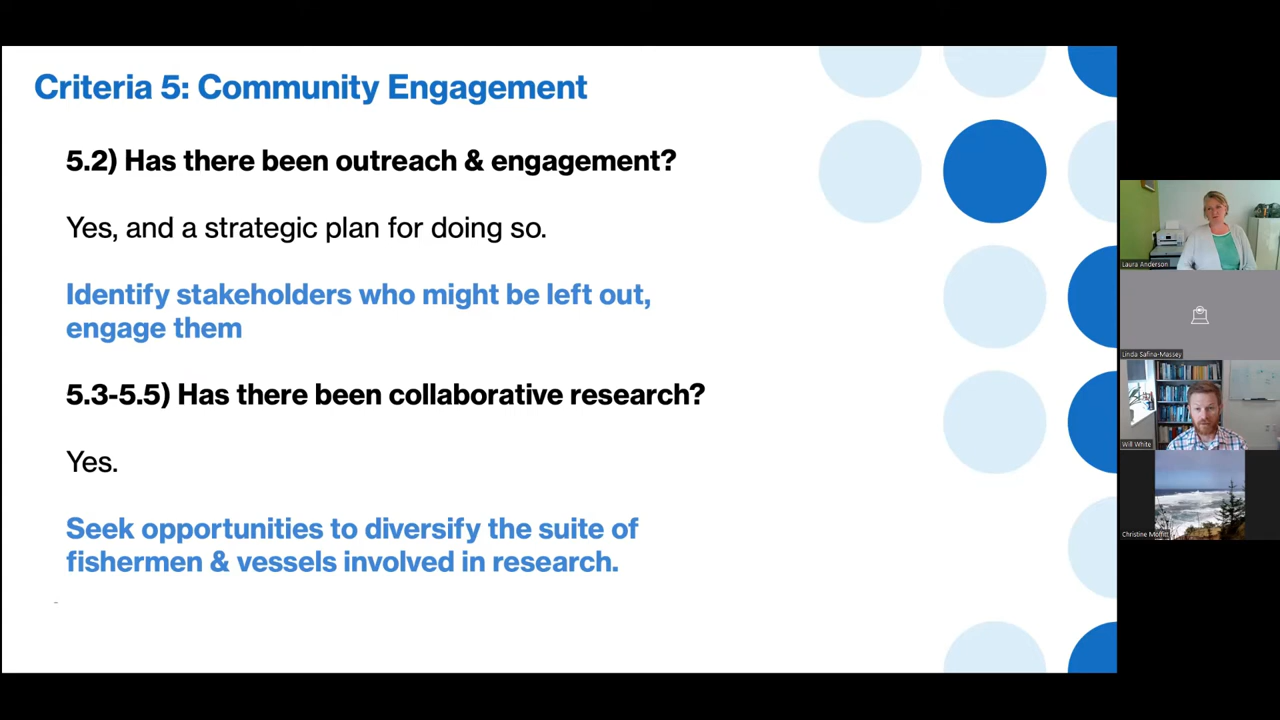 Criteria 5: Community Engagement
5.2) Has there been outreach & engagement?
Yes, and a strategic plan for doing so.
Identify stakeholders who might be left out,
engage them
5.3-5.5) Has there been collaborative research?
Yes.
Seek opportunities to diversify the suite of
fishermen & vessels involved in research.
Laura Anderson
Linda Safina-Massey
Will White
Christine Moffitt